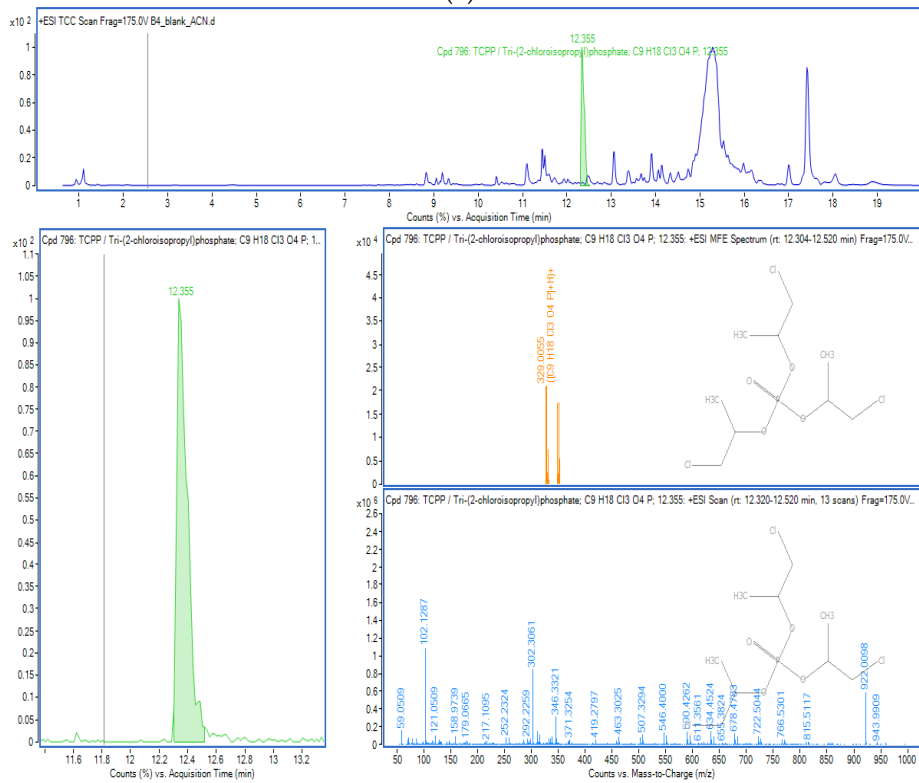 +ESI TCC Scan Frag=175.0V B4_blank_ACN.d
x10 2
12.355
Cpd 796: TCPP / Tri-(2-chloroisopropyl)phosphate; C9 H18 Cl3 O4 P; 12.355
1
0.8
0.6
0.4
0.2
0
1 2 3 4 5 6 7 8 9 10 11 12 13 14 15 16 17 18 19
Counts (%) vs. Acquisition Time (min)
Cpd 796: TCPP / Tri-(2-chloroisopropyl)phosphate; C9 H18 Cl3 O4 P; 1..
x10 2
1.1
12.355
1
0.9
0.8
0.7
0.6
0.5
0.4
0.3
0.2
0.1
0
11.6 11.8 12 12.2 12.4 12.6 12.8 13 13.2
Counts (%) vs. Acquisition Time (min)
Cpd 796: TCPP / Tri-(2-chloroisopropyl)phosphate; C9 H18 Cl3 O4 P; 12.355: +ESI MFE Spectrum (rt: 12.304-12.520 min) Frag=175.0V..
x10 4
4.5
4
3.5
3
2.5
2
1.5
1
0.5
0
329.0055
([C9 H18 Cl3 O4 P]+H)+
Cl
H3C
CH3
O
O
P
H3C
O
O
Cl
Cl
Cpd 796: TCPP / Tri-(2-chloroisopropyl)phosphate; C9 H18 Cl3 O4 P; 12.355: +ESI Scan (rt: 12.320-12.520 min, 13 scans) Frag=175.0V..
x10 6
2.6
2.4
2.2
2
1.8
1.6
1.4
1.2
1
0.8
0.6
0.4
0.2
0
Cl
H3C
CH3
O
O
P
O
O
Cl
59.0509
102.1287
121.0509
158.9739
179.0665
217.1095
252.2324
292.2259
302.3061
346.3321
371.3254
419.2797
463.3025
507.3294
546.4000
590.4262
611.3561
634.4524
678.4783
722.5044
766.5301
815.5117
922.0098
943.9909
50 100 150 200 250 300 350 400 450 500 550 600 650 700 750 800 850 900 950 1000
Counts vs. Mass-to-Charge (m/z)